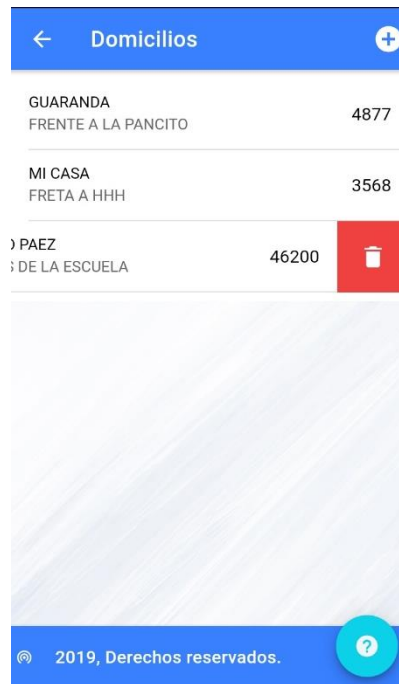 Domicilios
GUARANDA
4877
FRENTE A LA PANCITO
MI CASA
3568
FRETA A HHH
PAEZ
46200
DE LA ESCUELA
2019, Derechos reservados.
?